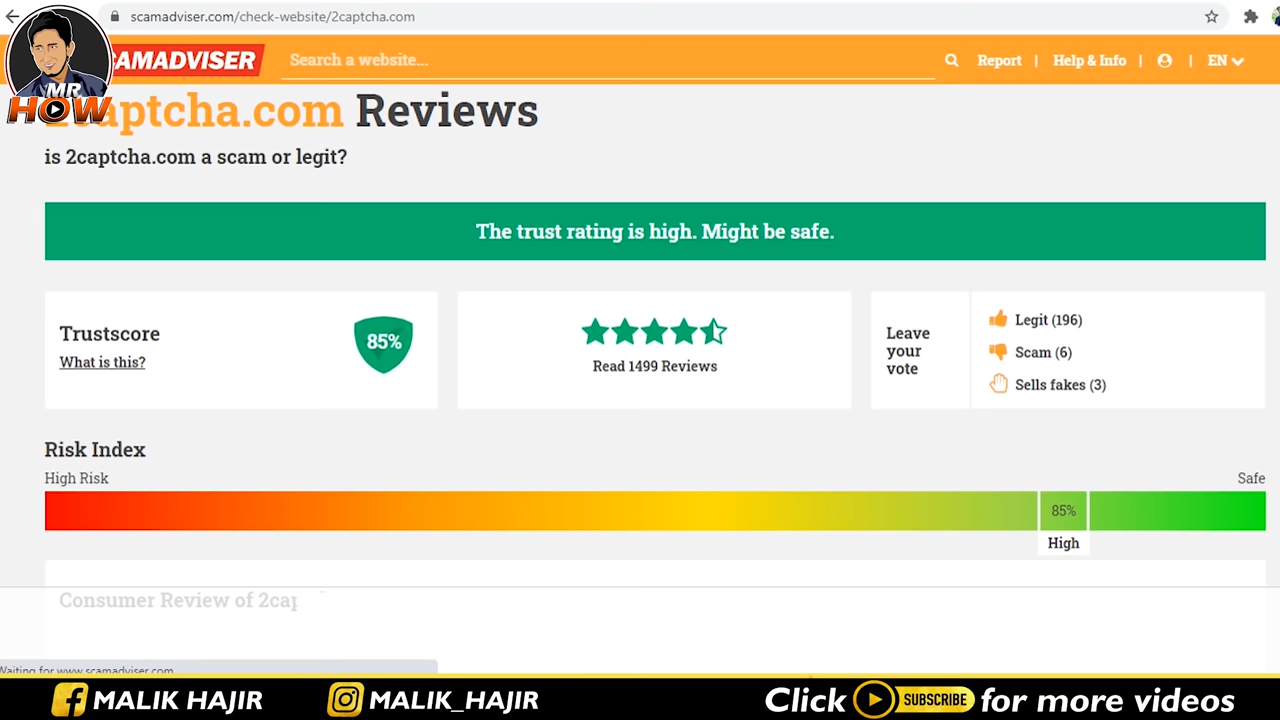 scamadviser.com/check-website/2captcha.com
SCAMADVISER
Search a website...
Report | Help & Info | | EN
MR
HOW
2captcha.com Reviews
is 2captcha.com a scam or legit?
The trust rating is high. Might be safe.
Trustscore
What is this?
85%
Read 1499 Reviews
Leave
your
vote
Legit (196)
Scam (6)
Sells fakes (3)
Risk Index
High Risk
Safe
85%
High
Consumer Review of 2cap
Waiting for www.scamadviser.com
MALIK HAJIR
MALIK_HAJIR
Click SUBSCRIBE for more videos